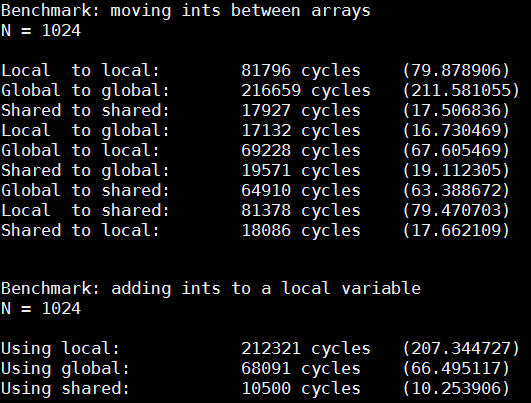 Benchmark: moving ints between arrays
N = 1024
Local  to local:        81796 cycles    (79.878906)
Global to global:       216659 cycles   (211.581055)
Shared to shared:       17927 cycles    (17.506836)
Local  to global:       17132 cycles    (16.730469)
Global to local:        69228 cycles    (67.605469)
Shared to global:       19571 cycles    (19.112305)
Global to shared:       64910 cycles    (63.388672)
Local  to shared:       81378 cycles    (79.470703)
Shared to local:        18086 cycles    (17.662109)
Benchmark: adding ints to a local variable
N = 1024
Using local:            212321 cycles   (207.344727)
Using global:           68091 cycles    (66.495117)
Using shared:           10500 cycles    (10.253906)